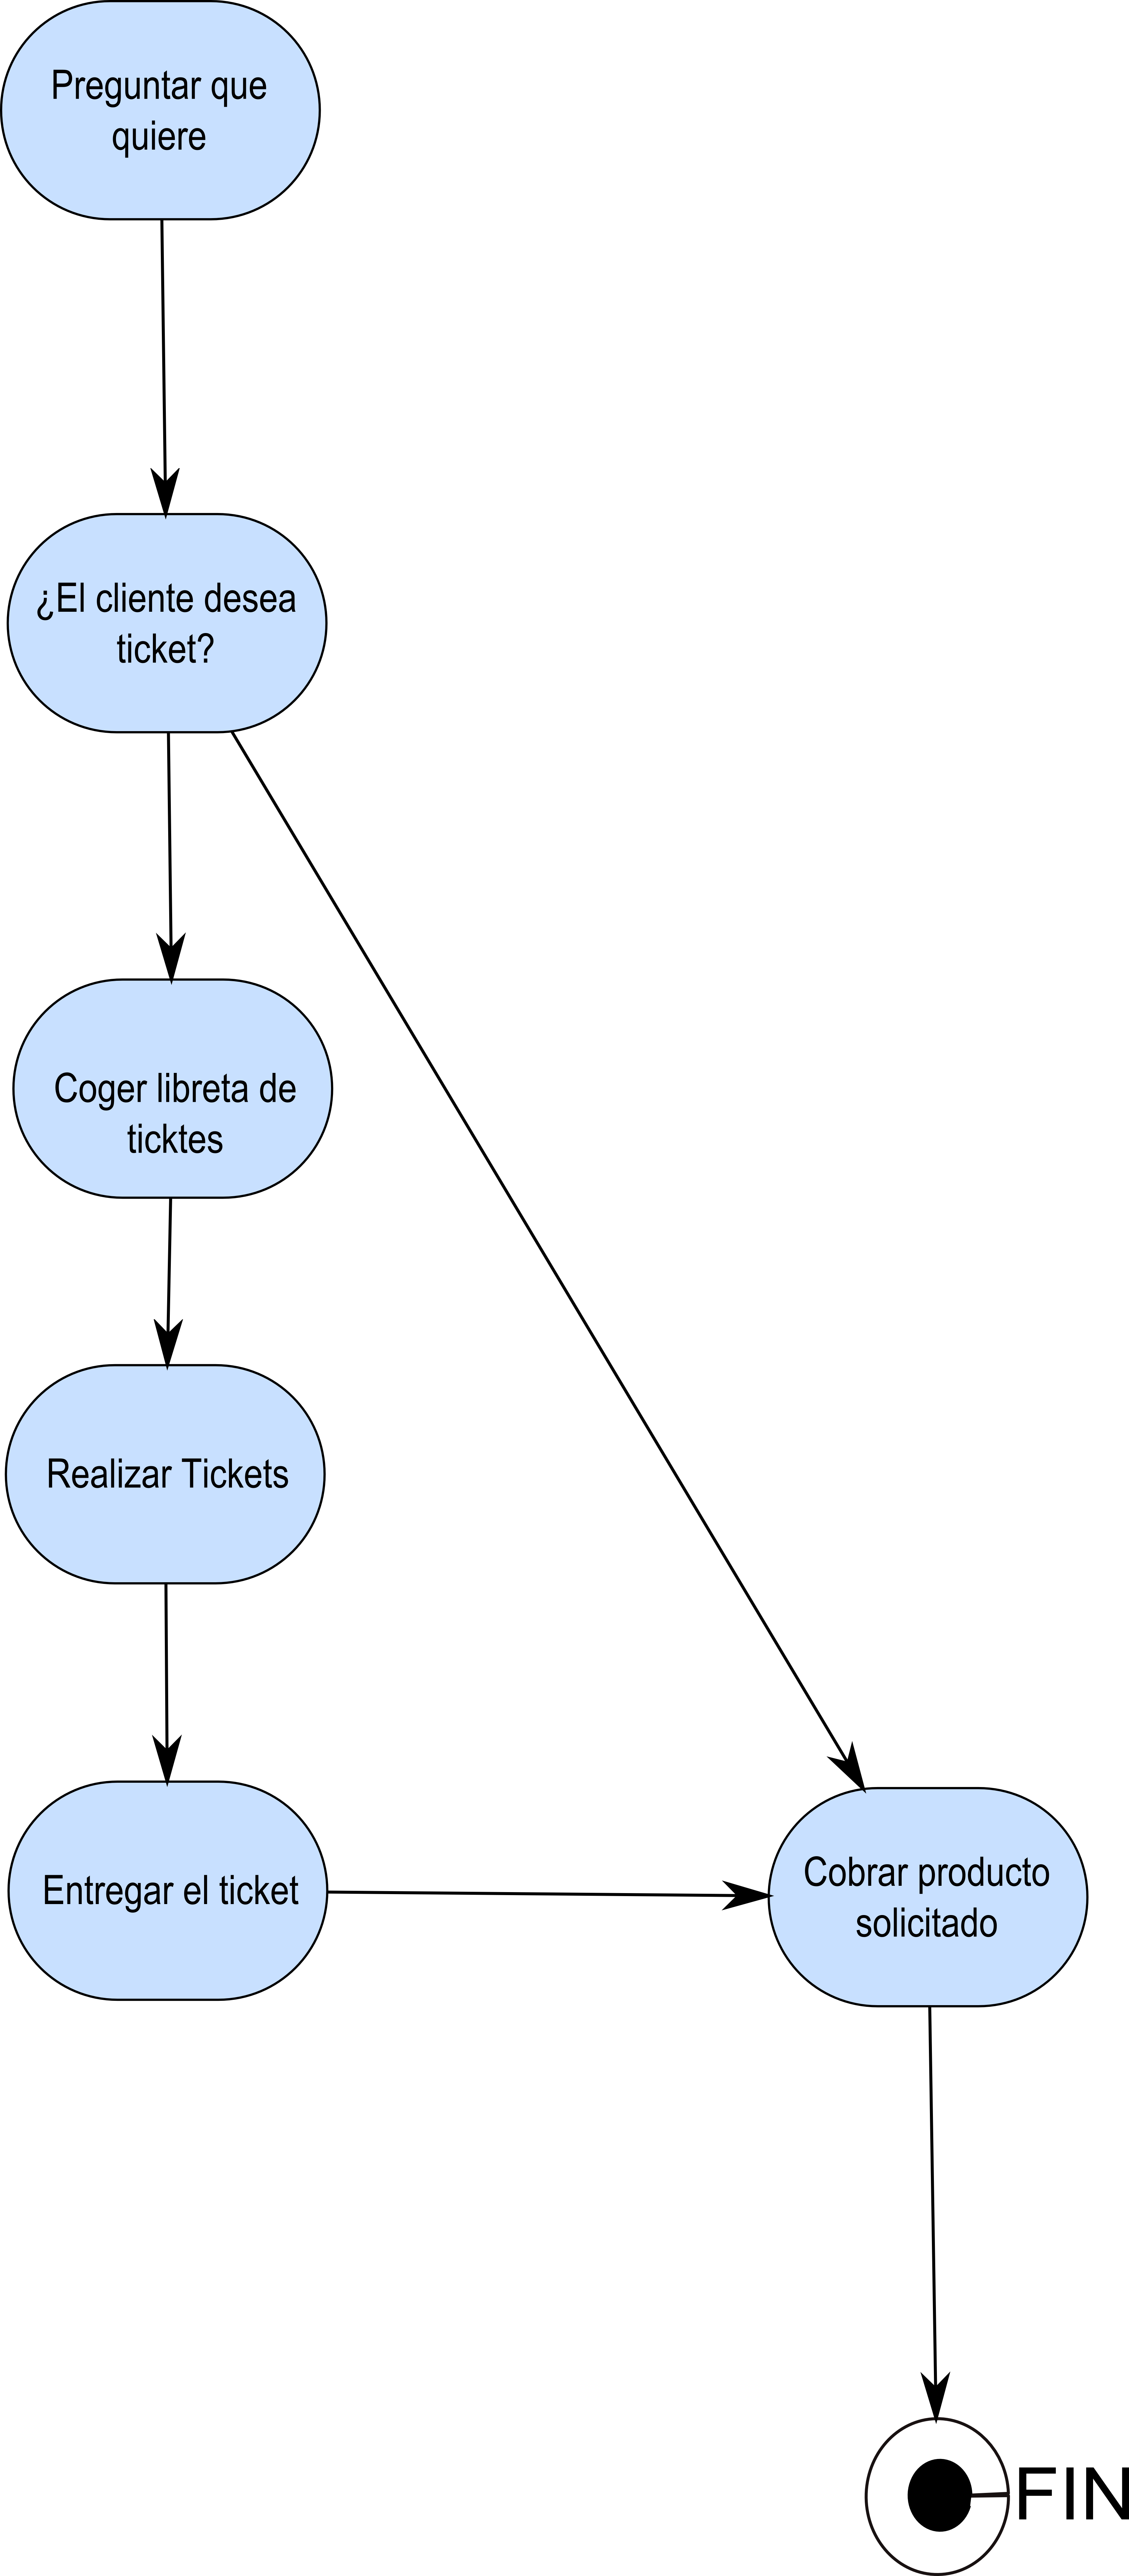 Preguntar que
quiere
¿El cliente desea
ticket?
Coger libreta de
ticktes
Realizar Tickets
Entregar el ticket
Cobrar producto
solicitado
FIN